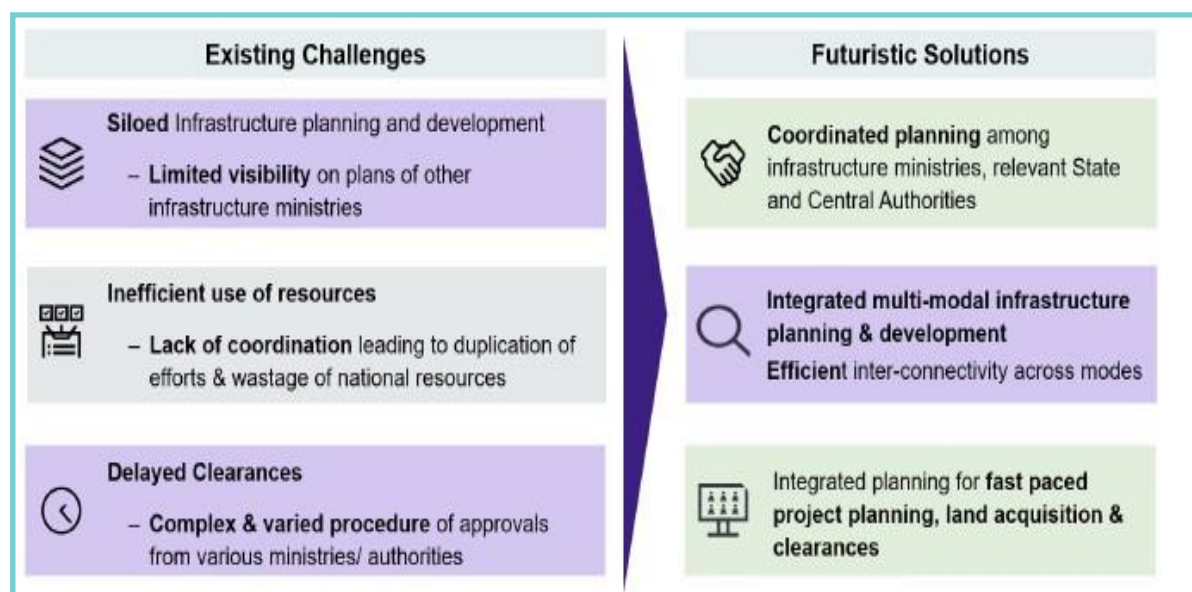 Existing Challenges
Siloed Infrastructure planning and development
– Limited visibility on plans of other
infrastructure ministries
Inefficient use of resources
– Lack of coordination leading to duplication of
efforts & wastage of national resources
Delayed Clearances
– Complex & varied procedure of approvals
from various ministries/ authorities
Futuristic Solutions
Coordinated planning among
infrastructure ministries, relevant State
and Central Authorities
Integrated multi-modal infrastructure
planning & development
Efficient inter-connectivity across modes
Integrated planning for fast paced
project planning, land acquisition &
clearances